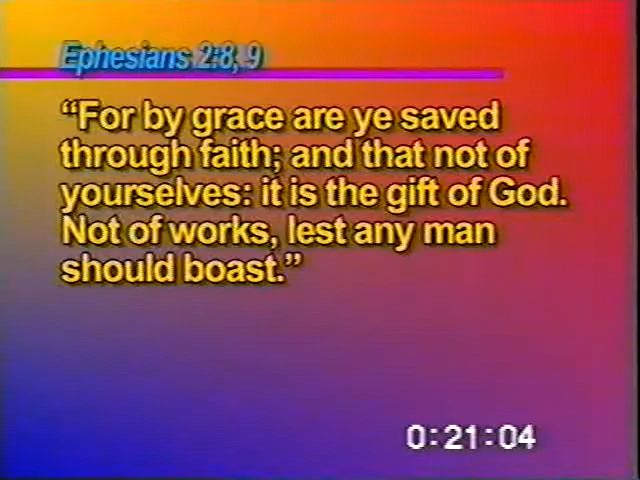 Ephesians 2:8, 9
“For by grace are ye saved
through faith; and that not of
yourselves: it is the gift of God.
Not of works, lest any man
should boast.”
0:21:04